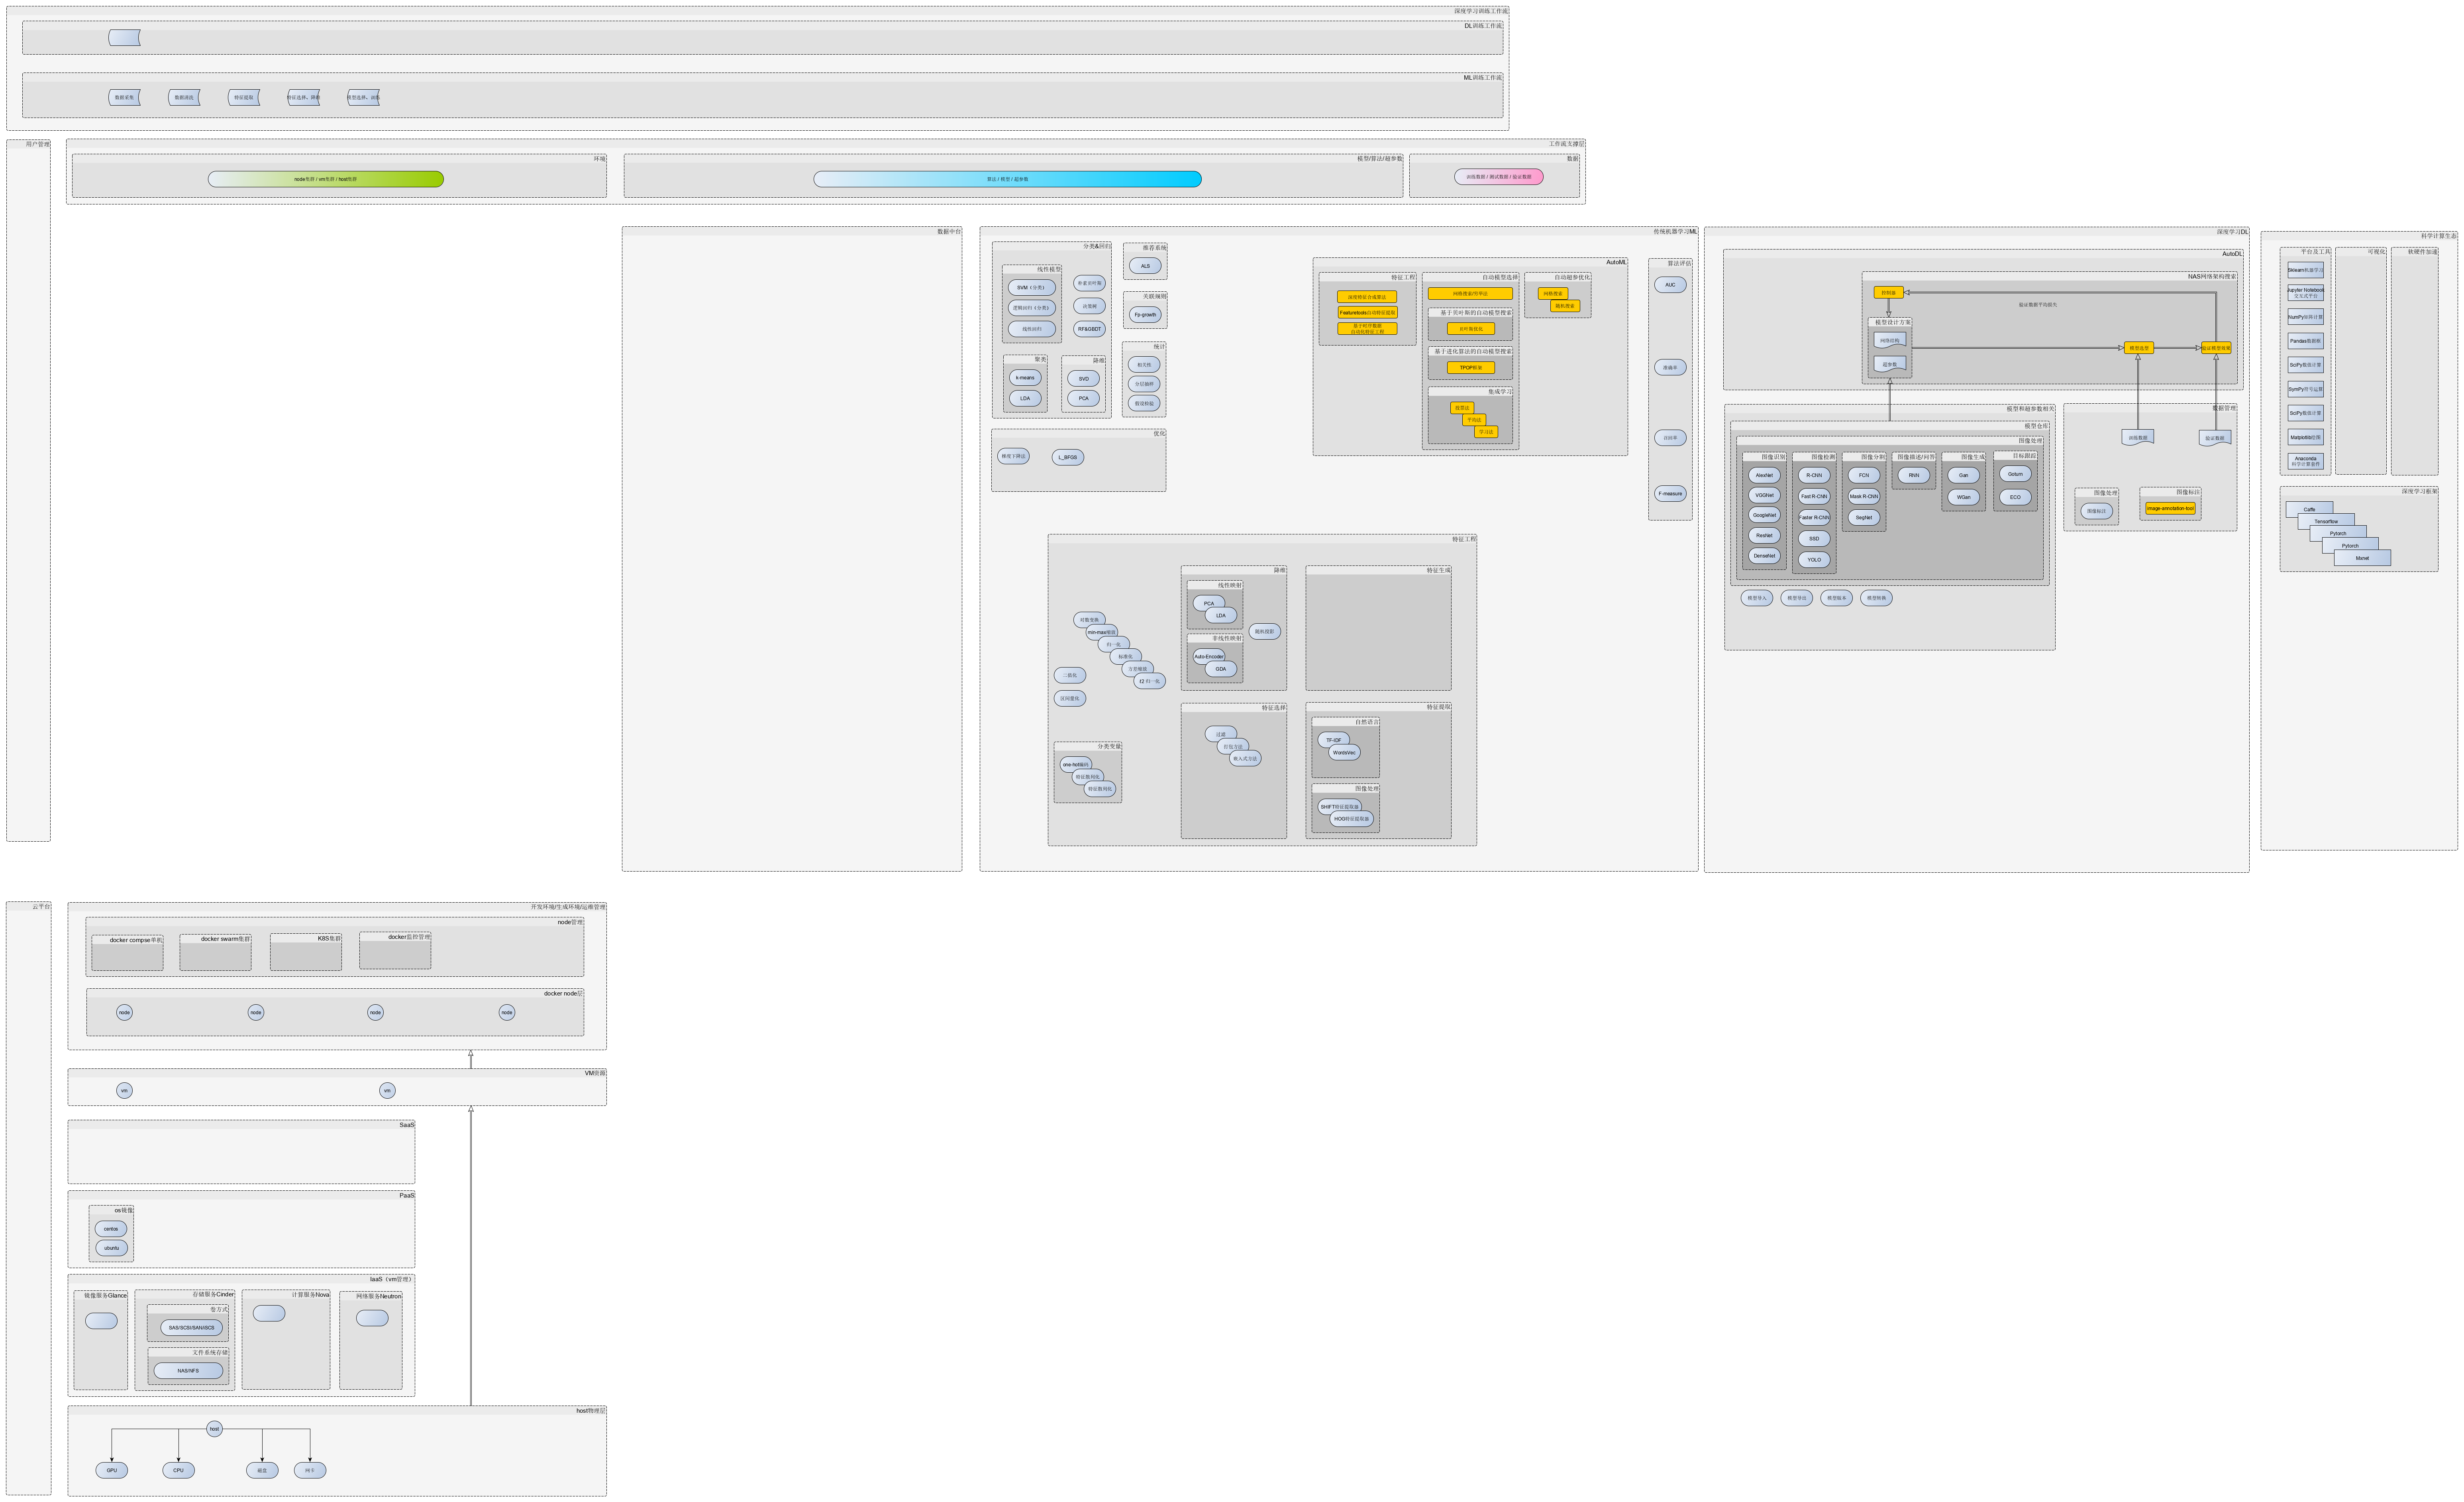 深度学习训练工作流
DL训练工作流
ML训练工作流
数据采集
数据清洗
特征提取
特征选择、降维
模型选择、训练
用户管理
工作流支撑层
环境
node集群 / vm集群 / host集群
模型/算法/超参数
算法 / 模型 / 超参数
数据
训练数据 / 测试数据 / 验证数据
数据中台
传统机器学习ML
分类&回归
线性模型
SVM（分类）
逻辑回归（分类）
线性回归
朴素贝叶斯
决策树
RF&GBDT
聚类
k-means
LDA
降维
SVD
PCA
推荐系统
ALS
关联规则
Fp-growth
统计
相关性
分层抽样
假设检验
优化
梯度下降法
L_BFGS
AutoML
特征工程
深度特征合成算法
Featuretools自动特征提取
基于时序数据
自动化特征工程
自动模型选择
网格搜索/穷举法
基于贝叶斯的自动模型搜索
贝叶斯优化
基于进化算法的自动模型搜索
TPOP框架
集成学习
投票法
平均法
学习法
自动超参优化
网格搜索
随机搜索
算法评估
AUC
准确率
召回率
F-measure
特征工程
对数变换
min-max缩放
归一化
标准化
方差缩放
ℓ2 归一化
二值化
区间量化
分类变量
one-hot编码
特征散列化
特征散列化
降维
线性映射
PCA
LDA
非线性映射
Auto-Encoder
GDA
随机投影
特征生成
特征选择
过滤
打包方法
嵌入式方法
特征提取
自然语言
TF-IDF
WordsVec
图像处理
SHIFT特征提取器
HOG特征提取器
深度学习DL
AutoDL
NAS网络架构搜索
控制器
验证数据平均损失
模型设计方案
网络结构
超参数
模型选型
验证模型效果
模型和超参数相关
模型仓库
图像处理
图像识别
AlexNet
VGGNet
GoogleNet
ResNet
DenseNet
图像检测
R-CNN
Fast R-CNN
Faster R-CNN
SSD
YOLO
图像分割
FCN
Mask R-CNN
SegNet
图像描述/问答
RNN
图像生成
Gan
WGan
目标跟踪
Goturn
ECO
模型导入
模型导出
模型版本
模型转换
数据管理
训练数据
验证数据
图像处理
图像标注
图像标注
image-annotation-tool
科学计算生态
平台及工具
Sklearn机器学习
Jupyter Notebook
交互式平台
NumPy矩阵计算
Pandas数据框
SciPy数值计算
SymPy符号运算
SciPy数值计算
Matplotlib绘图
Anaconda
科学计算套件
可视化
软硬件加速
深度学习框架
Caffe
Tensorflow
Pytorch
Pytorch
Mxnet
云平台
开发环境/生成环境/运维管理
node管理
docker compse单机
docker swarm集群
K8S集群
docker监控管理
docker node层
node
node
node
node
VM资源
vm
vm
SaaS
PaaS
os镜像
centos
ubuntu
IaaS（vm管理）
镜像服务Glance
存储服务Cinder
卷方式
SAS/SCSI/SAN/iSCS
文件系统存储
NAS/NFS
计算服务Nova
网络服务Neutron
host物理层
host
GPU
CPU
磁盘
网卡